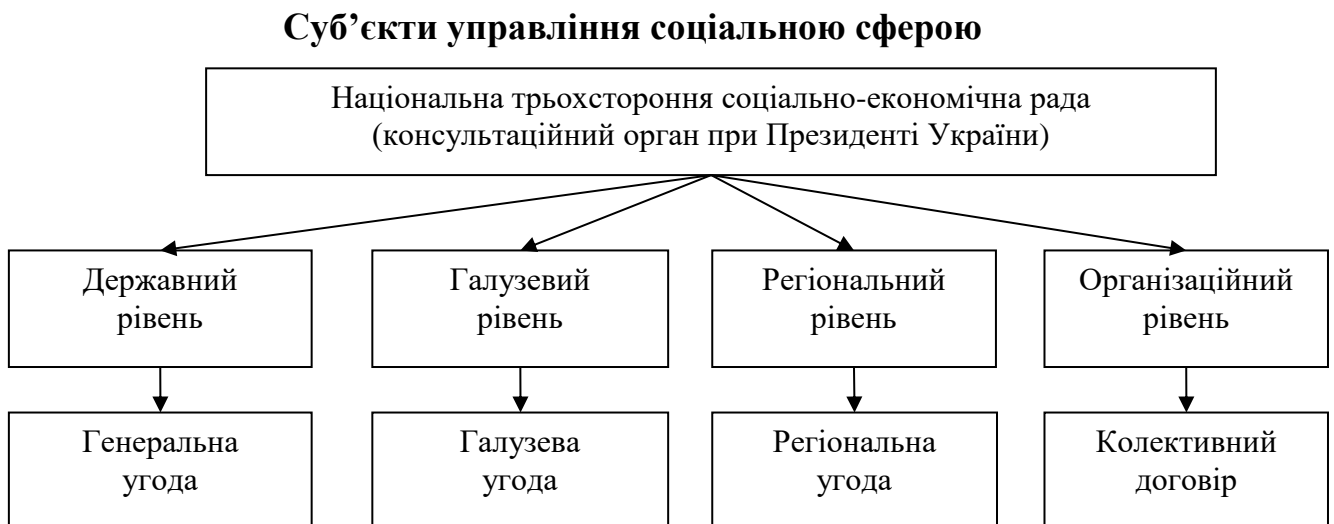 Суб’єкти управління соціальною сферою
Національна трьохстороння соціально-економічна рада
(консультаційний орган при Президенті України)
Державний
рівень
Галузевий
рівень
Регіональний
рівень
Організаційний
рівень
Генеральна
угода
Галузева
угода
Регіональна
угода
Колективний
договір